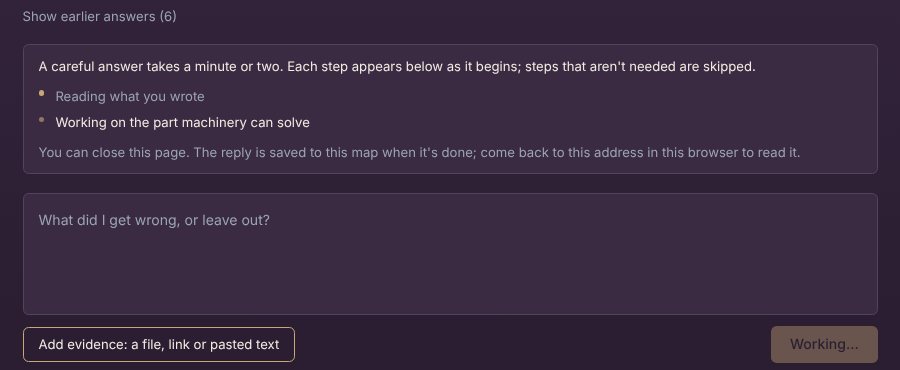 Show earlier answers (6)
A careful answer takes a minute or two. Each step appears below as it begins; steps that aren't needed are skipped.
Reading what you wrote
Working on the part machinery can solve
You can close this page. The reply is saved to this map when it's done; come back to this address in this browser to read it.
What did I get wrong, or leave out?
Add evidence: a file, link or pasted text
Working...